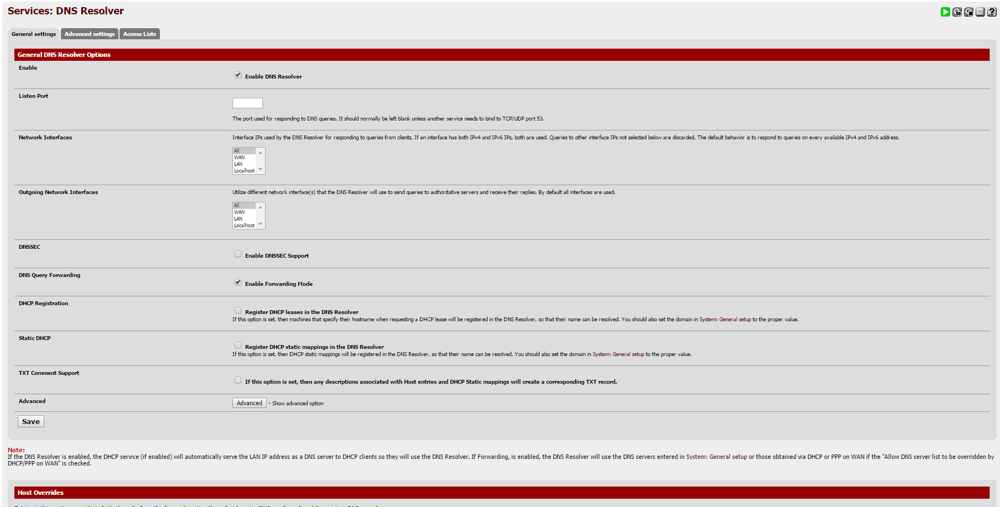 Services: DNS Resolver
General settings
Advanced settings
Access Lists
General DNS Resolver Options
Enable
Enable DNS Resolver
Listen Port
The port used for responding to DNS queries. It should normally be left blank unless another service needs to bind to TCP/UDP port 53.
Network Interfaces
Interface IPs used by the DNS Resolver for responding to queries from clients. If an interface has both IPv4 and IPv6 IPs, both are used. Queries to other interface IPs not selected below are discarded. The default behavior is to respond to queries on every available IPv4 and IPv6 address.
All
WAN
LAN
Localhost
Outgoing Network Interfaces
Utilize different network interface(s) that the DNS Resolver will use to send queries to authoritative servers and receive their replies. By default all interfaces are used.
All
WAN
LAN
Localhost
DNSSEC
Enable DNSSEC Support
DNS Query Forwarding
Enable Forwarding Mode
DHCP Registration
Register DHCP leases in the DNS Resolver
If this option is set, then machines that specify their hostname when requesting a DHCP lease will be registered in the DNS Resolver, so that their name can be resolved. You should also set the domain in System: General setup to the proper value.
Static DHCP
Register DHCP static mappings in the DNS Resolver
If this option is set, then DHCP static mappings will be registered in the DNS Resolver, so that their name can be resolved. You should also set the domain in System: General setup to the proper value.
TXT Comment Support
If this option is set, then any descriptions associated with Host entries and DHCP Static mappings will create a corresponding TXT record.
Advanced
Advanced - Show advanced option
Save
Note:
If the DNS Resolver is enabled, the DHCP service (if enabled) will automatically serve the LAN IP address as a DNS server to DHCP clients so they will use the DNS Resolver. If Forwarding, is enabled, the DNS Resolver will use the DNS servers entered in System: General setup or those obtained via DHCP or PPP on WAN if the "Allow DNS server list to be overridden by
DHCP/PPP on WAN" is checked.
Host Overrides